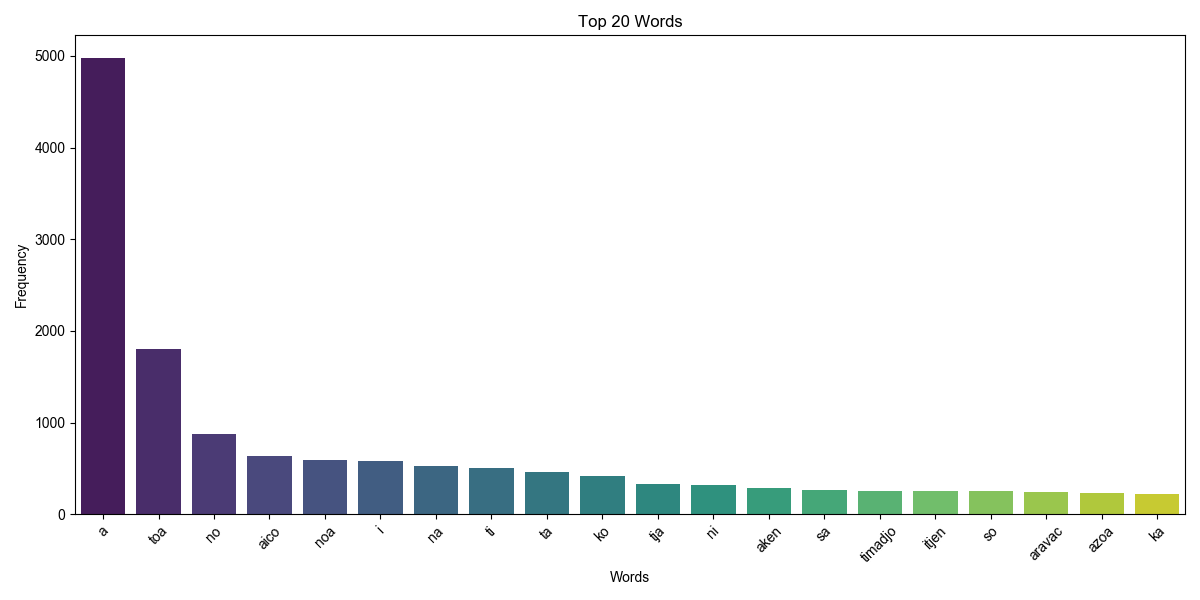 Top 20 Words
Frequency
5000
4000
3000
2000
1000
0
a toa no aico noa i na ti ta ko tja ni aken sa timadjo itjen so aravac azoa ka
Words